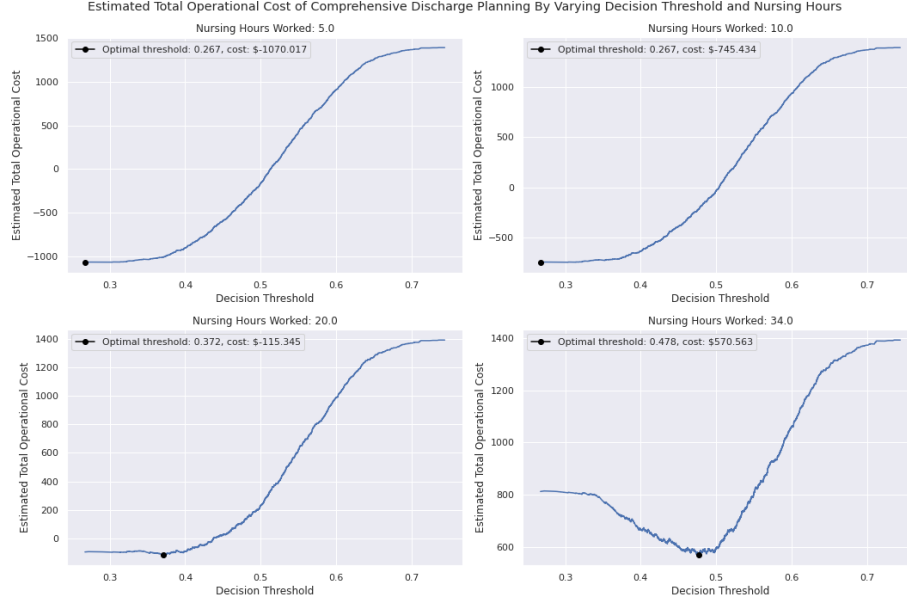 Estimated Total Operational Cost of Comprehensive Discharge Planning By Varying Decision Threshold and Nursing Hours
Nursing Hours Worked: 5.0
Optimal threshold: 0.267, cost: $-1070.017
Estimated Total Operational Cost
1500
1000
500
0
−500
−1000
0.3 0.4 0.5 0.6 0.7
Decision Threshold
Nursing Hours Worked: 10.0
Optimal threshold: 0.267, cost: $-745.434
Estimated Total Operational Cost
1000
500
0
−500
0.3 0.4 0.5 0.6 0.7
Decision Threshold
Nursing Hours Worked: 20.0
Optimal threshold: 0.372, cost: $-115.345
Estimated Total Operational Cost
1400
1200
1000
800
600
400
200
0
0.3 0.4 0.5 0.6 0.7
Decision Threshold
Nursing Hours Worked: 34.0
Optimal threshold: 0.478, cost: $570.563
Estimated Total Operational Cost
1400
1200
1000
800
600
0.3 0.4 0.5 0.6 0.7
Decision Threshold